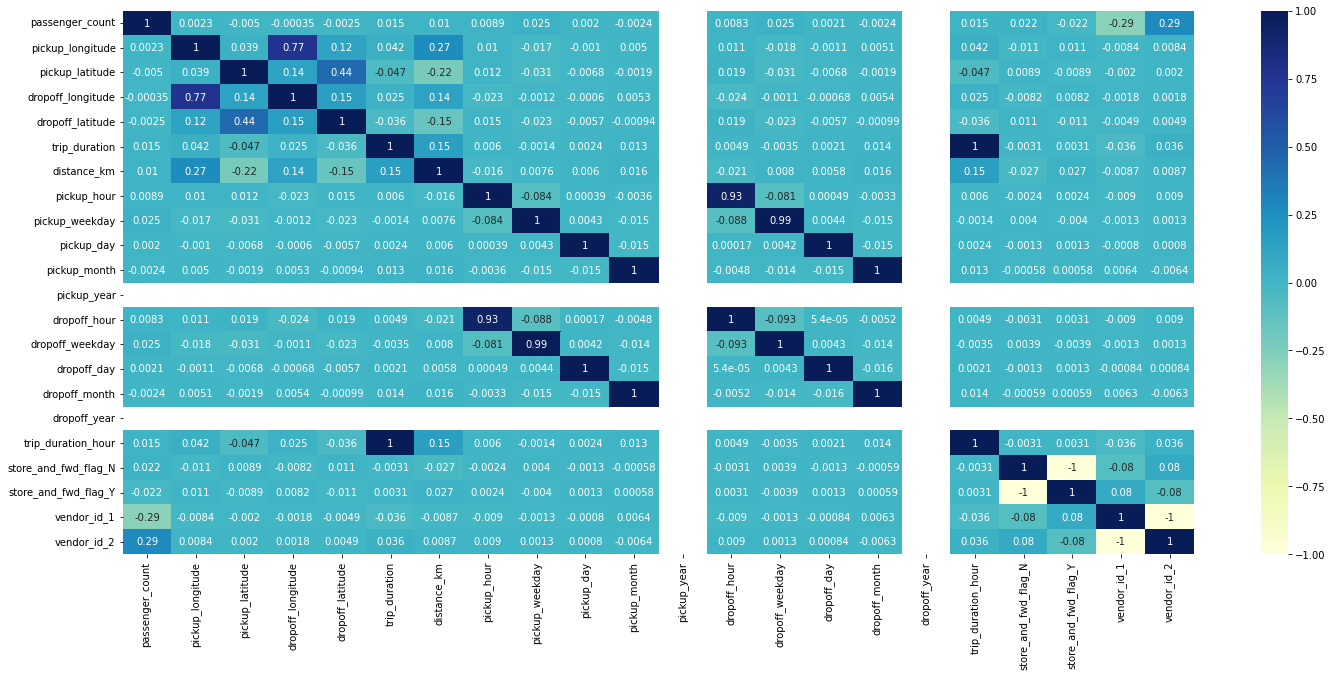 passenger_count 1 0.0023 -0.005 -0.00035 -0.0025 0.015 0.01 0.0089 0.025 0.002 -0.0024 0.0083 0.025 0.0021 -0.0024 0.015 0.022 -0.022 -0.29 0.29
pickup_longitude 0.0023 1 0.039 0.77 0.12 0.042 0.27 0.01 -0.017 -0.001 0.005 0.011 -0.018 -0.0011 0.0051 0.042 -0.011 0.011 -0.0084 0.0084
pickup_latitude -0.005 0.039 1 0.14 0.44 -0.047 -0.22 0.012 -0.031 -0.0068 -0.0019 0.019 -0.031 -0.0068 -0.0019 -0.047 0.0089 -0.0089 -0.002 0.002
dropoff_longitude -0.00035 0.77 0.14 1 0.15 0.025 0.14 -0.023 -0.0012 -0.0006 0.0053 -0.024 -0.0011 -0.00068 0.0054 0.025 -0.0082 0.0082 -0.0018 0.0018
dropoff_latitude -0.0025 0.12 0.44 0.15 1 -0.036 -0.15 0.015 -0.023 -0.0057 -0.00094 0.019 -0.023 -0.0057 -0.00099 -0.036 0.011 -0.011 -0.0049 0.0049
trip_duration 0.015 0.042 -0.047 0.025 -0.036 1 0.15 0.006 -0.0014 0.0024 0.013 0.0049 -0.0035 0.0021 0.014 1 -0.0031 0.0031 -0.036 0.036
distance_km 0.01 0.27 -0.22 0.14 -0.15 0.15 1 -0.016 0.0076 0.006 0.016 -0.021 0.008 0.0058 0.016 0.15 -0.027 0.027 -0.0087 0.0087
pickup_hour 0.0089 0.01 0.012 -0.023 0.015 0.006 -0.016 1 -0.084 0.00039 -0.0036 0.93 -0.081 0.00049 -0.0033 0.006 -0.0024 0.0024 -0.009 0.009
pickup_weekday 0.025 -0.017 -0.031 -0.0012 -0.023 -0.0014 0.0076 -0.084 1 0.0043 -0.015 -0.088 0.99 0.0044 -0.015 -0.0014 0.004 -0.004 -0.0013 0.0013
pickup_day 0.002 -0.001 -0.0068 -0.0006 -0.0057 0.0024 0.006 0.00039 0.0043 1 -0.015 0.00017 0.0042 1 -0.015 0.0024 -0.0013 0.0013 -0.0008 0.0008
pickup_month -0.0024 0.005 -0.0019 0.0053 -0.00094 0.013 0.016 -0.0036 -0.015 -0.015 1 -0.0048 -0.014 -0.015 1 0.013 -0.00058 0.00058 0.0064 -0.0064
pickup_year
dropoff_hour 0.0083 0.011 0.019 -0.024 0.019 0.0049 -0.021 0.93 -0.088 0.00017 -0.0048 1 -0.093 5.4e-05 -0.0052 0.0049 -0.0031 0.0031 -0.009 0.009
dropoff_weekday 0.025 -0.018 -0.031 -0.0011 -0.023 -0.0035 0.008 -0.081 0.99 0.0042 -0.014 -0.093 1 0.0043 -0.014 -0.0035 0.0039 -0.0039 -0.0013 0.0013
dropoff_day 0.0021 -0.0011 -0.0068 -0.00068 -0.0057 0.0021 0.0058 0.00049 0.0044 1 -0.015 5.4e-05 0.0043 1 -0.016 0.0021 -0.0013 0.0013 -0.00084 0.00084
dropoff_month -0.0024 0.0051 -0.0019 0.0054 -0.00099 0.014 0.016 -0.0033 -0.015 -0.015 1 -0.0052 -0.014 -0.016 1 0.014 -0.00059 0.00059 0.0063 -0.0063
dropoff_year
trip_duration_hour 0.015 0.042 -0.047 0.025 -0.036 1 0.15 0.006 -0.0014 0.0024 0.013 0.0049 -0.0035 0.0021 0.014 1 -0.0031 0.0031 -0.036 0.036
store_and_fwd_flag_N 0.022 -0.011 0.0089 -0.0082 0.011 -0.0031 -0.027 -0.0024 0.004 -0.0013 -0.00058 -0.0031 0.0039 -0.0013 -0.00059 -0.0031 1 -1 -0.08 0.08
store_and_fwd_flag_Y -0.022 0.011 -0.0089 0.0082 -0.011 0.0031 0.027 0.0024 -0.004 0.0013 0.00058 0.0031 -0.0039 0.0013 0.00059 0.0031 -1 1 0.08 -0.08
vendor_id_1 -0.29 -0.0084 -0.002 -0.0018 -0.0049 -0.036 -0.0087 -0.009 -0.0013 -0.0008 0.0064 -0.009 -0.0013 -0.00084 0.0063 -0.036 -0.08 0.08 1 -1
vendor_id_2 0.29 0.0084 0.002 0.0018 0.0049 0.036 0.0087 0.009 0.0013 0.0008 -0.0064 0.009 0.0013 0.00084 -0.0063 0.036 0.08 -0.08 -1 1
passenger_count
pickup_longitude
pickup_latitude
dropoff_longitude
dropoff_latitude
trip_duration
distance_km
pickup_hour
pickup_weekday
pickup_day
pickup_month
pickup_year
dropoff_hour
dropoff_weekday
dropoff_day
dropoff_month
dropoff_year
trip_duration_hour
store_and_fwd_flag_N
store_and_fwd_flag_Y
vendor_id_1
vendor_id_2
1.00
0.75
0.50
0.25
0.00
-0.25
-0.50
-0.75
-1.00